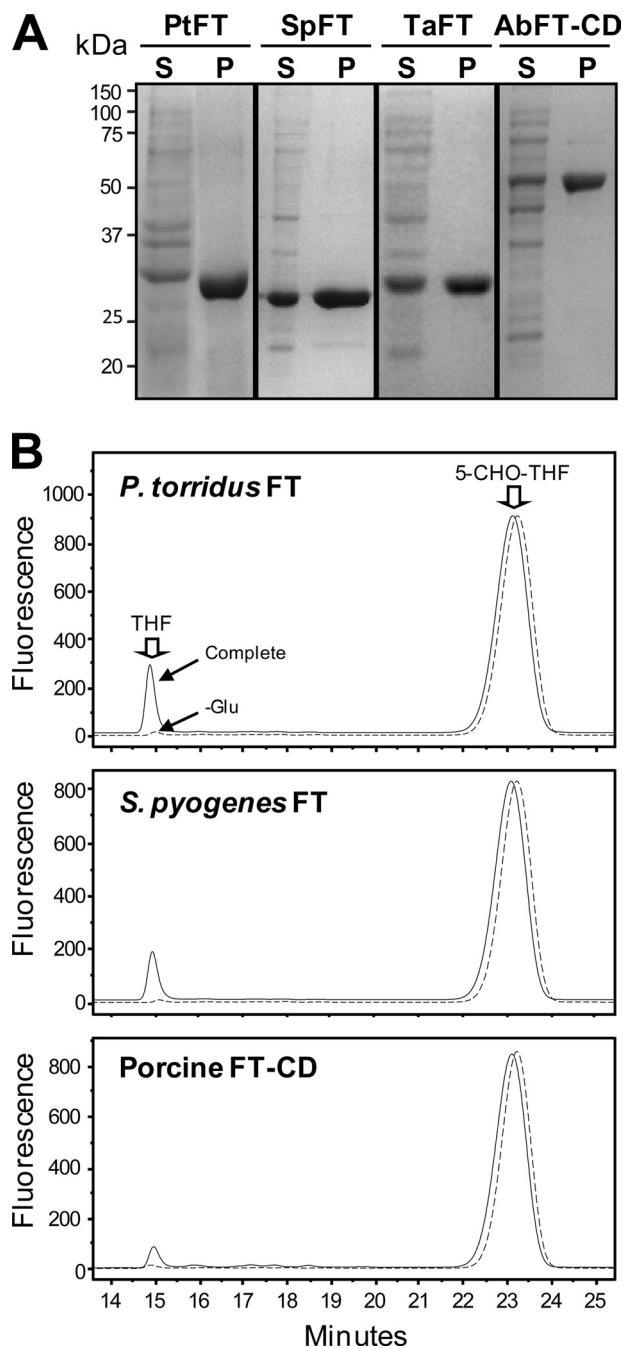 A
kDa
PtFT SpFT TaFT AbFT-CD
S P S P S P S P
150
100
75
50
37
25
20
B
P. torridus FT
5-CHO-THF
THF
Complete
-Glu
Fluorescence
1000
800
600
400
200
0
S. pyogenes FT
Fluorescence
800
600
400
200
0
Porcine FT-CD
Fluorescence
800
600
400
200
0
14 15 16 17 18 19 20 21 22 23 24 25
Minutes